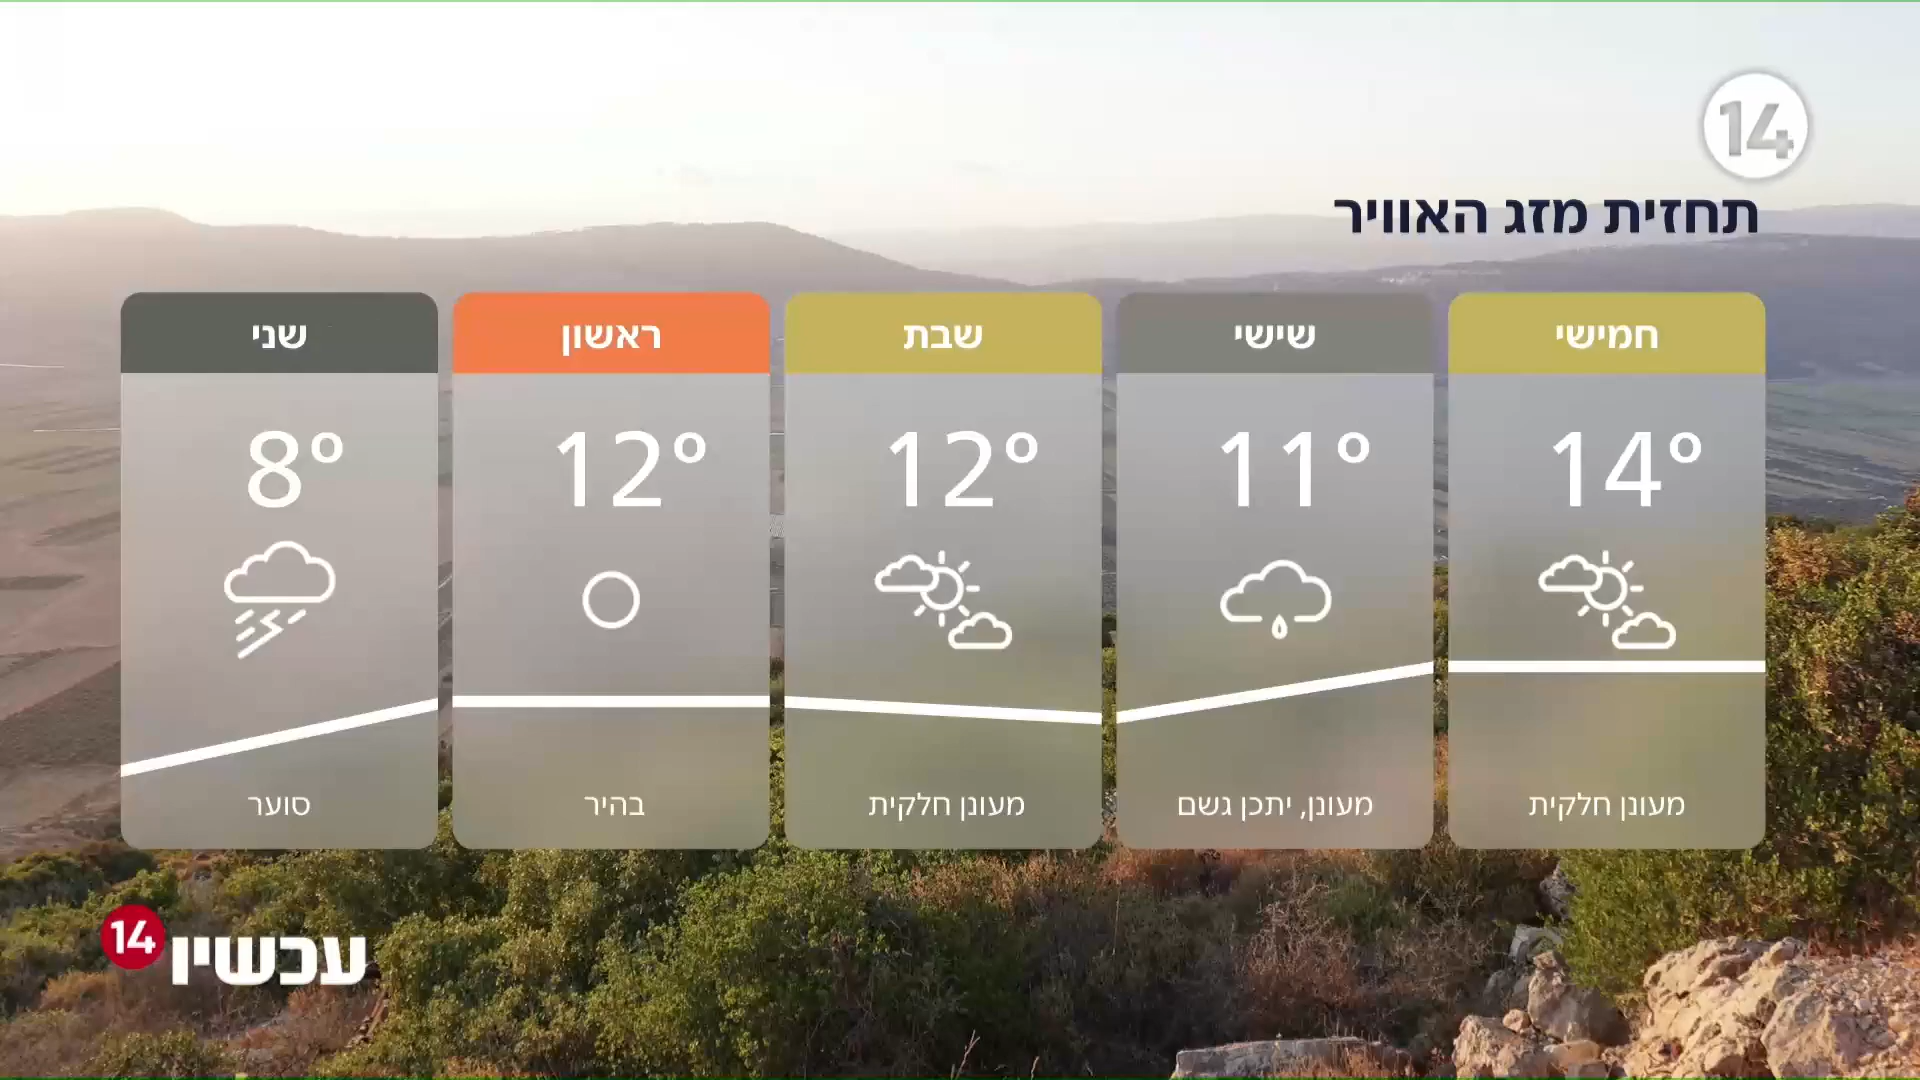 14
תחזית מזג האוויר
חמישי
14°
מעונן חלקית
שישי
11°
מעונן, יתכן גשם
שבת
12°
מעונן חלקית
ראשון
12°
בהיר
שני
8°
סוער
עכשיו 14